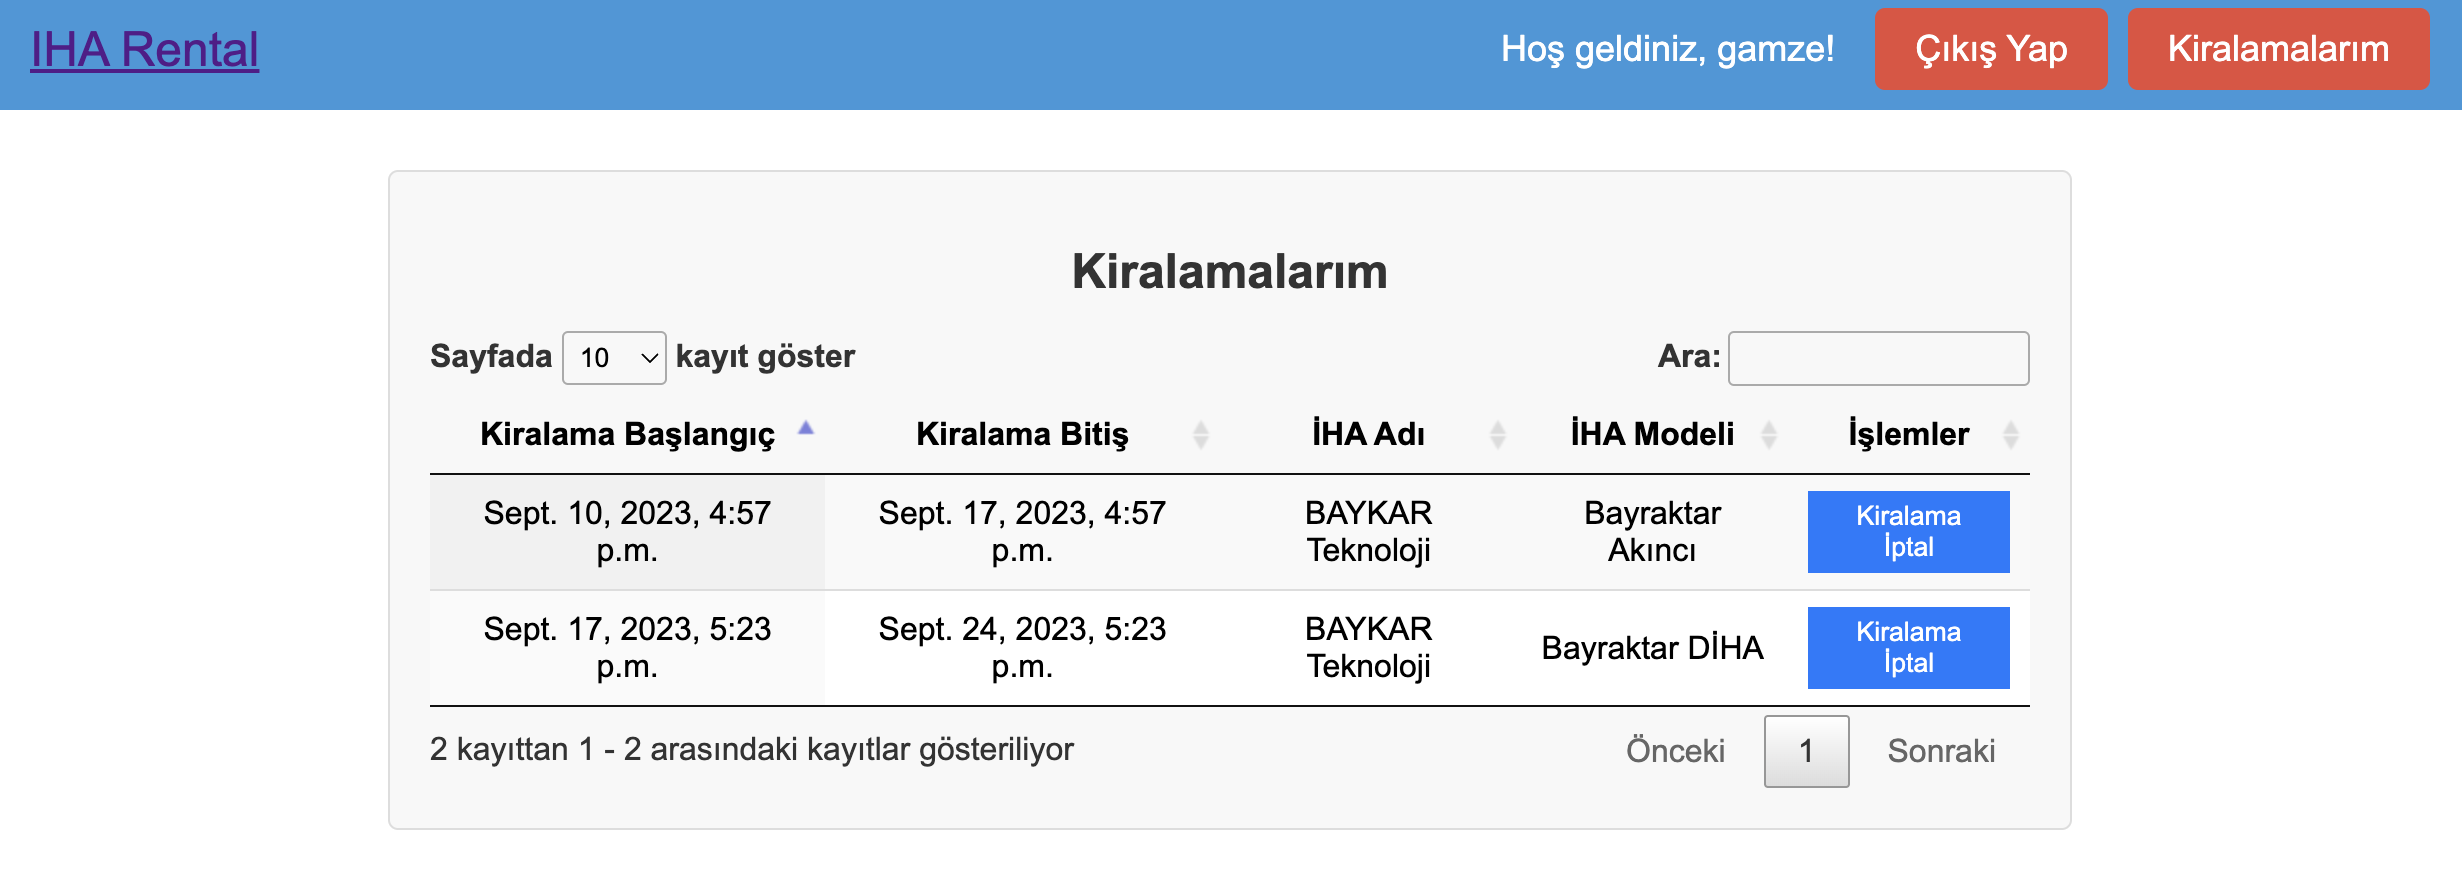 IHA Rental
Hoş geldiniz, gamze!
Çıkış Yap
Kiralamalarım
Kiralamalarım
Sayfada 10 kayıt göster
Ara:
Kiralama Başlangıç
Kiralama Bitiş
İHA Adı
İHA Modeli
İşlemler
Sept. 10, 2023, 4:57
p.m.
Sept. 17, 2023, 4:57
p.m.
BAYKAR
Teknoloji
Bayraktar
Akıncı
Kiralama
İptal
Sept. 17, 2023, 5:23
p.m.
Sept. 24, 2023, 5:23
p.m.
BAYKAR
Teknoloji
Bayraktar DİHA
Kiralama
İptal
2 kayıttan 1 - 2 arasındaki kayıtlar gösteriliyor
Önceki
1
Sonraki